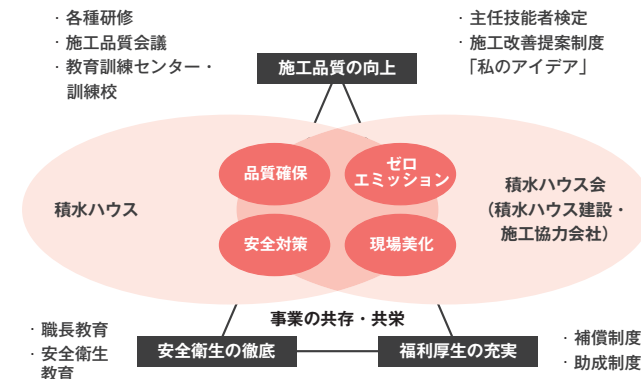 · 各種研修
· 施工品質会議
· 教育訓練センター・
訓練校
· 主任技能者検定
· 施工改善提案制度
「私のアイデア」
施工品質の向上
品質確保
ゼロ
エミッション
積水ハウス
積水ハウス会
（積水ハウス建設・
施工協力会社）
安全対策
現場美化
事業の共存・共栄
· 職長教育
· 安全衛生
教育
安全衛生の徹底
福利厚生の充実
· 補償制度
· 助成制度